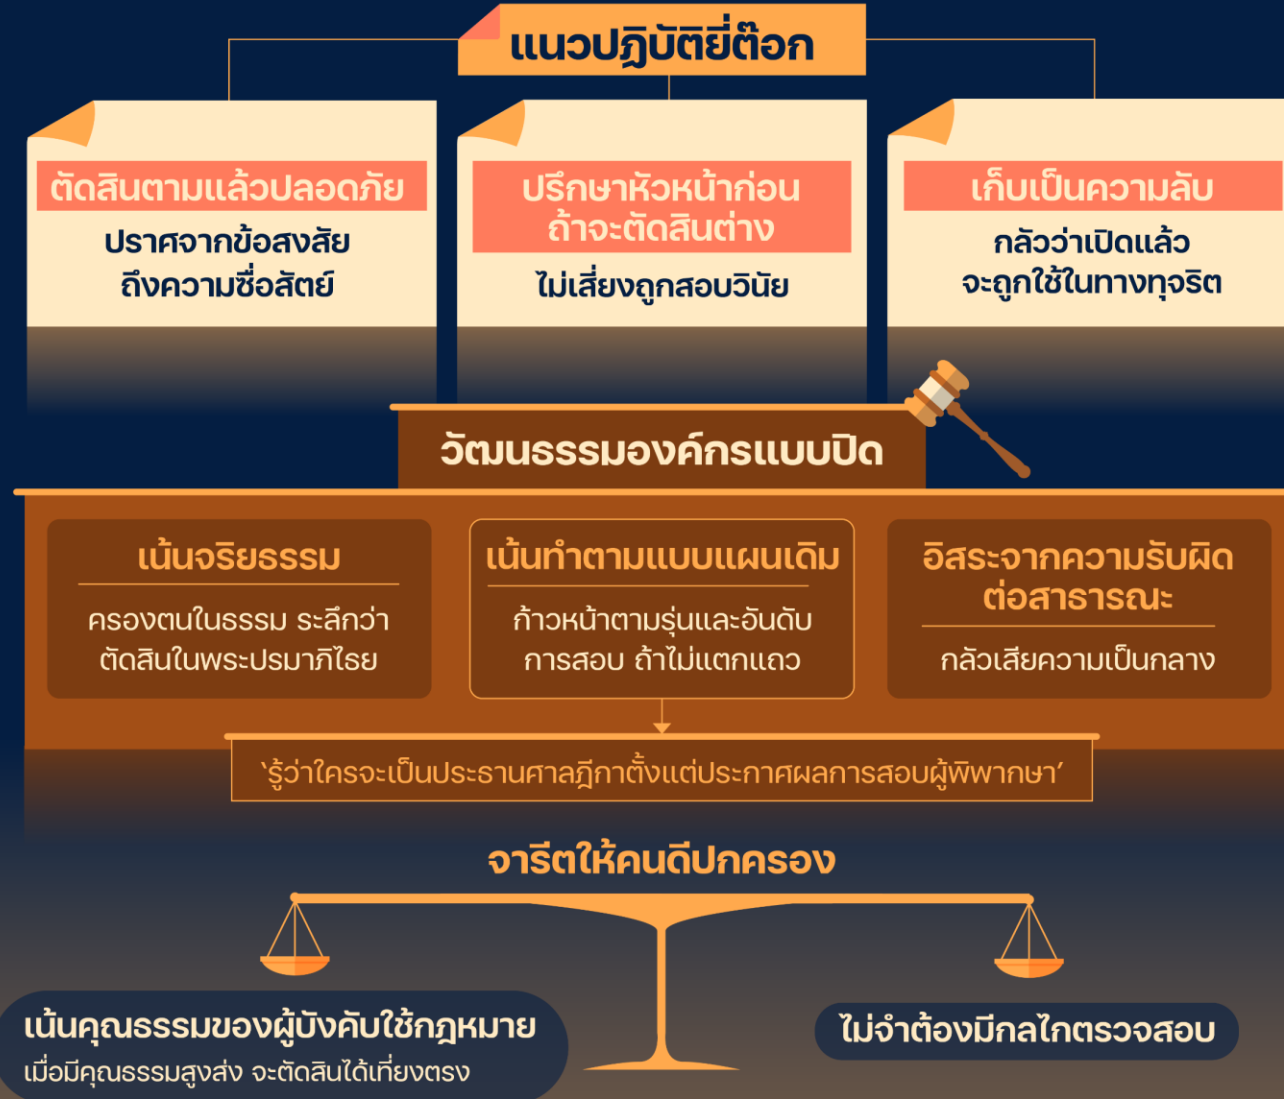 แนวปฏิบัติยี่ต๊อก
ตัดสินตามแล้วปลอดภัย
ปราศจากข้อสงสัย
ถึงความซื่อสัตย์
ปรึกษาหัวหน้าก่อน
ถ้าจะตัดสินต่าง
ไม่เสี่ยงถูกสอบวินัย
เก็บเป็นความลับ
กลัวว่าเปิดแล้ว
จะถูกใช้ในทางทุจริต
วัฒนธรรมองค์กรแบบปิด
เน้นจริยธรรม
ครองตนในธรรม ระลึกว่า
ตัดสินในพระปรมาภิไธย
เน้นทำตามแบบแผนเดิม
ก้าวหน้าตามรุ่นและอันดับ
การสอบ ถ้าไม่แตกแถว
อิสระจากความรับผิด
ต่อสาธารณะ
กลัวเสียความเป็นกลาง
‘รู้ว่าใครจะเป็นประธานศาลฎีกาตั้งแต่ประกาศผลการสอบผู้พิพากษา’
จารีตให้คนดีปกครอง
เน้นคุณธรรมของผู้บังคับใช้กฎหมาย
เมื่อมีคุณธรรมสูงส่ง จะตัดสินได้เที่ยงตรง
ไม่จำต้องมีกลไกตรวจสอบ